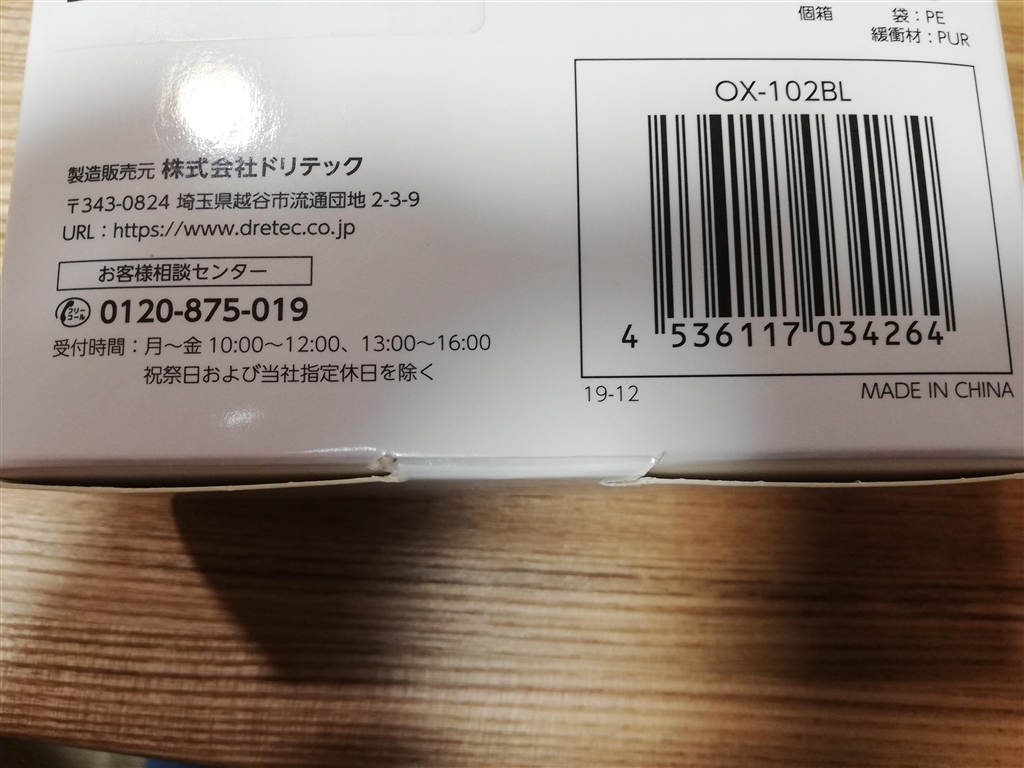 個箱 袋：PE
緩衝材：PUR
OX-102BL
製造販売元 株式会社ドリテック
〒343-0824 埼玉県越谷市流通団地 2-3-9
URL：https://www.dretec.co.jp
お客様相談センター
フリーコール 0120-875-019
受付時間：月～金 10:00～12:00、13:00～16:00
祝祭日および当社指定休日を除く
4 536117 034264
19-12 MADE IN CHINA